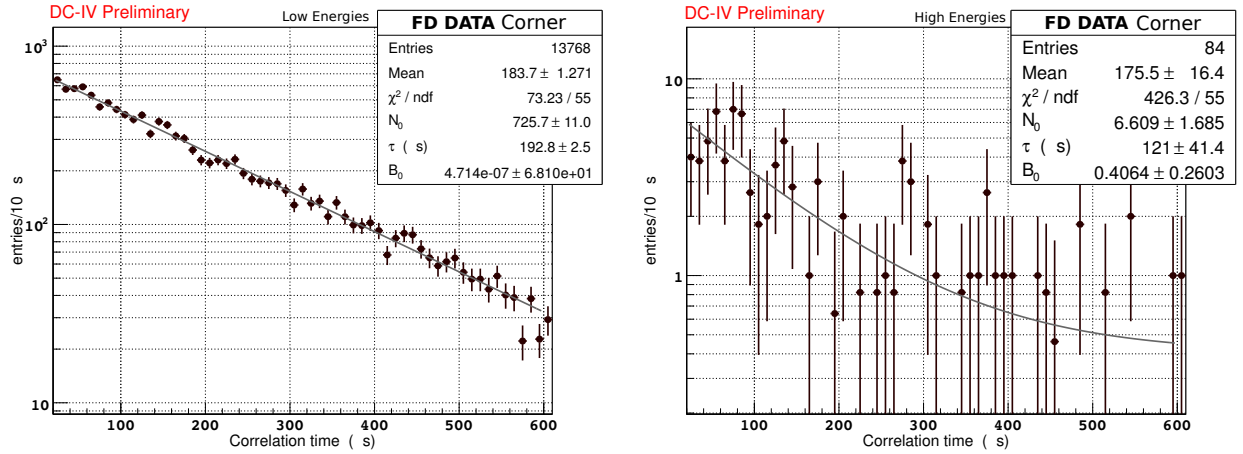 DC-IV Preliminary
Low Energies
FD DATA Corner
Entries 13768
Mean 183.7 ± 1.271
χ² / ndf 73.23 / 55
N₀ 725.7 ± 11.0
τ ( s) 192.8 ± 2.5
B₀ 4.714e-07 ± 6.810e+01
entries/10 s
10³
10²
10
100 200 300 400 500 600
Correlation time ( s)
DC-IV Preliminary
High Energies
FD DATA Corner
Entries 84
Mean 175.5 ± 16.4
χ² / ndf 426.3 / 55
N₀ 6.609 ± 1.685
τ ( s) 121 ± 41.4
B₀ 0.4064 ± 0.2603
entries/10 s
10
1
100 200 300 400 500 600
Correlation time ( s)